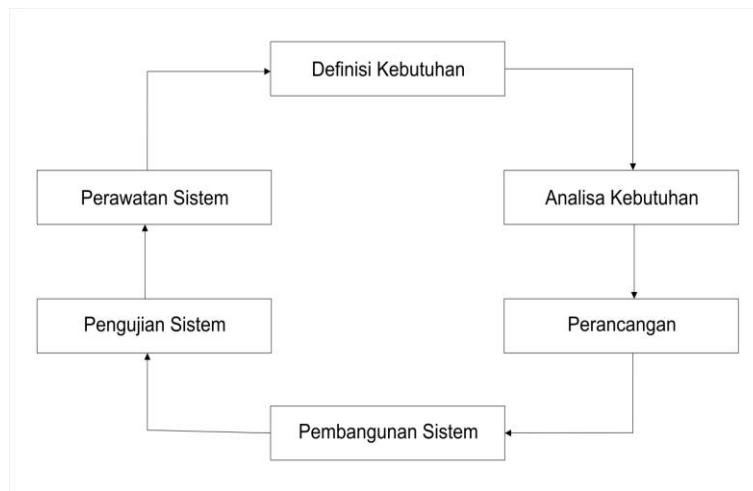 Definisi Kebutuhan
Analisa Kebutuhan
Perancangan
Pembangunan Sistem
Pengujian Sistem
Perawatan Sistem